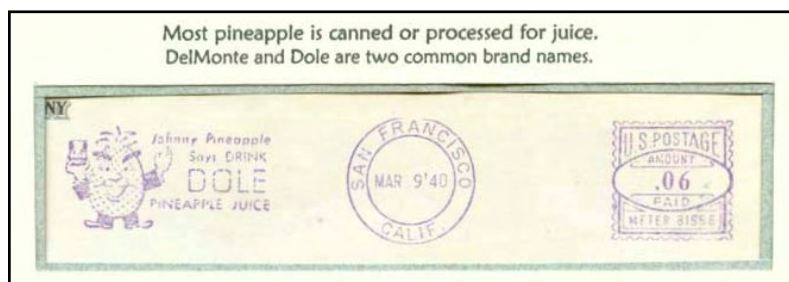 Most pineapple is canned or processed for juice.
DelMonte and Dole are two common brand names.
NY
Johnny Pineapple
Says DRINK
DOLE
PINEAPPLE JUICE
SAN FRANCISCO
MAR 9'40
CALIF.
U.S. POSTAGE
AMOUNT
.06
PAID
METER